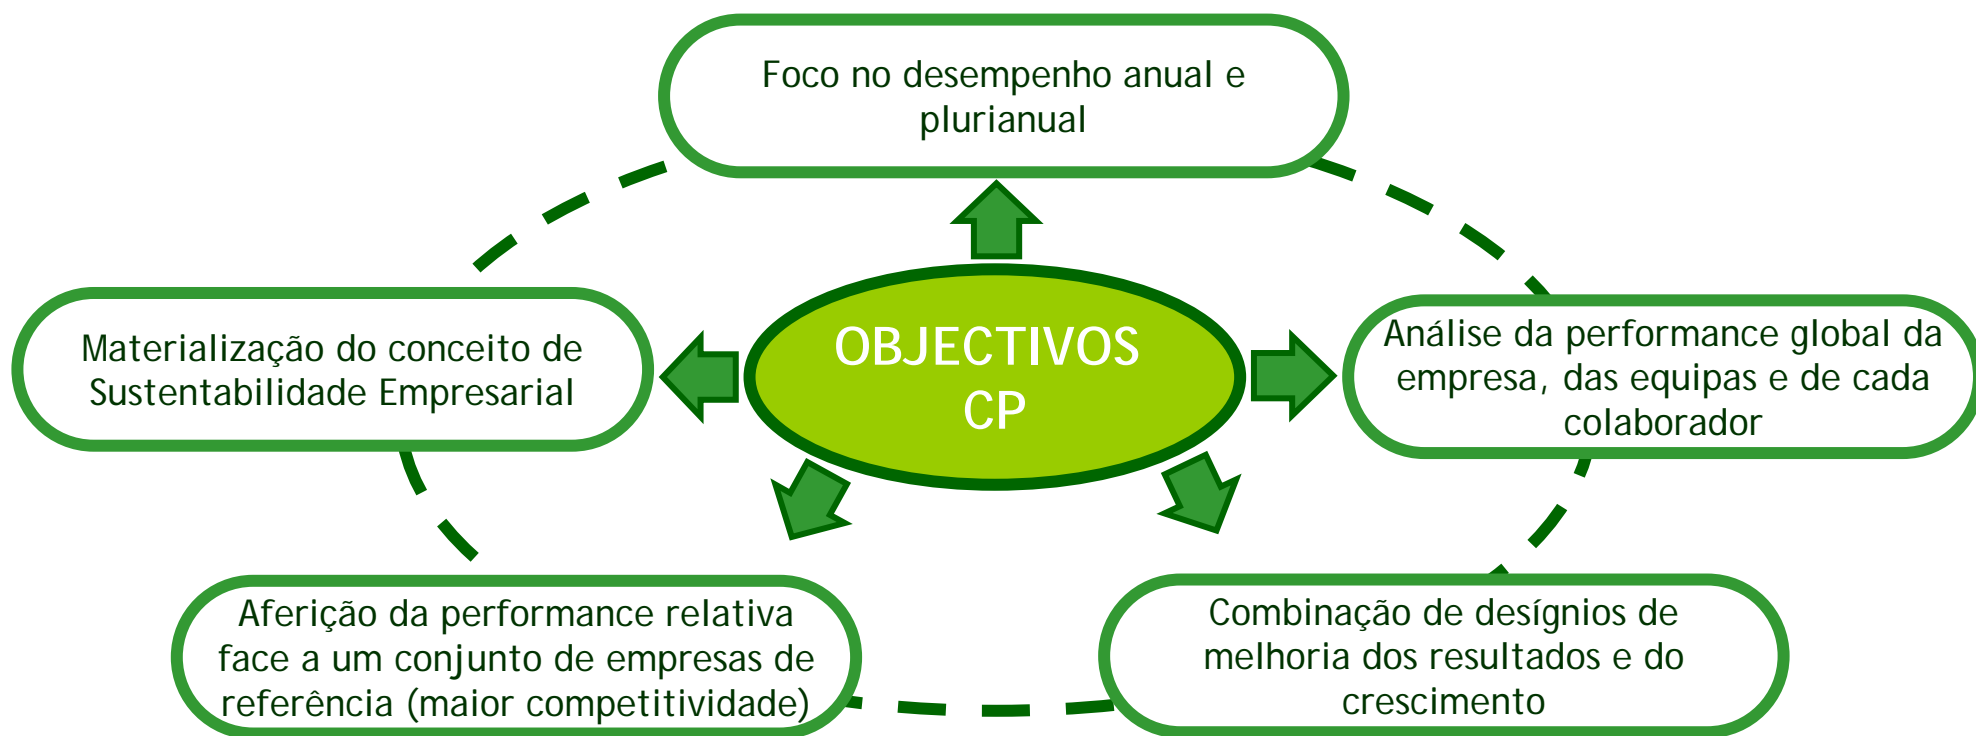 Foco no desempenho anual e
plurianual
Materialização do conceito de
Sustentabilidade Empresarial
OBJECTIVOS
CP
Análise da performance global da
empresa, das equipas e de cada
colaborador
Aferição da performance relativa
face a um conjunto de empresas de
referência (maior competitividade)
Combinação de desígnios de
melhoria dos resultados e do
crescimento